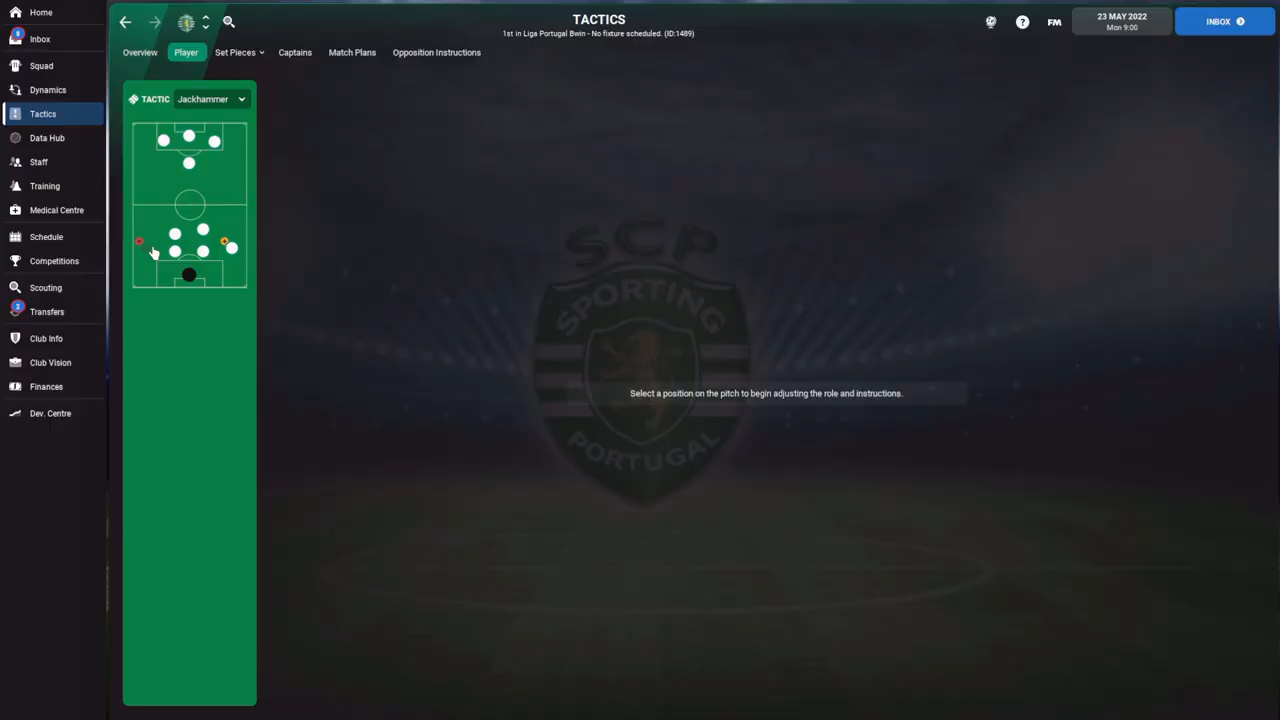 Home
TACTICS
1st in Liga Portugal Bwin - No fixture scheduled. (ID:1489)
FM
23 MAY 2022
Mon 9:00
INBOX
8
Inbox
Overview
Player
Set Pieces
Captains
Match Plans
Opposition Instructions
Squad
Dynamics
Tactics
Data Hub
Staff
Training
Medical Centre
Schedule
Competitions
Scouting
2
Transfers
Club Info
Club Vision
Finances
Dev. Centre
TACTIC
Jackhammer
SCP
SPORTING
PORTUGAL
Select a position on the pitch to begin adjusting the role and instructions.